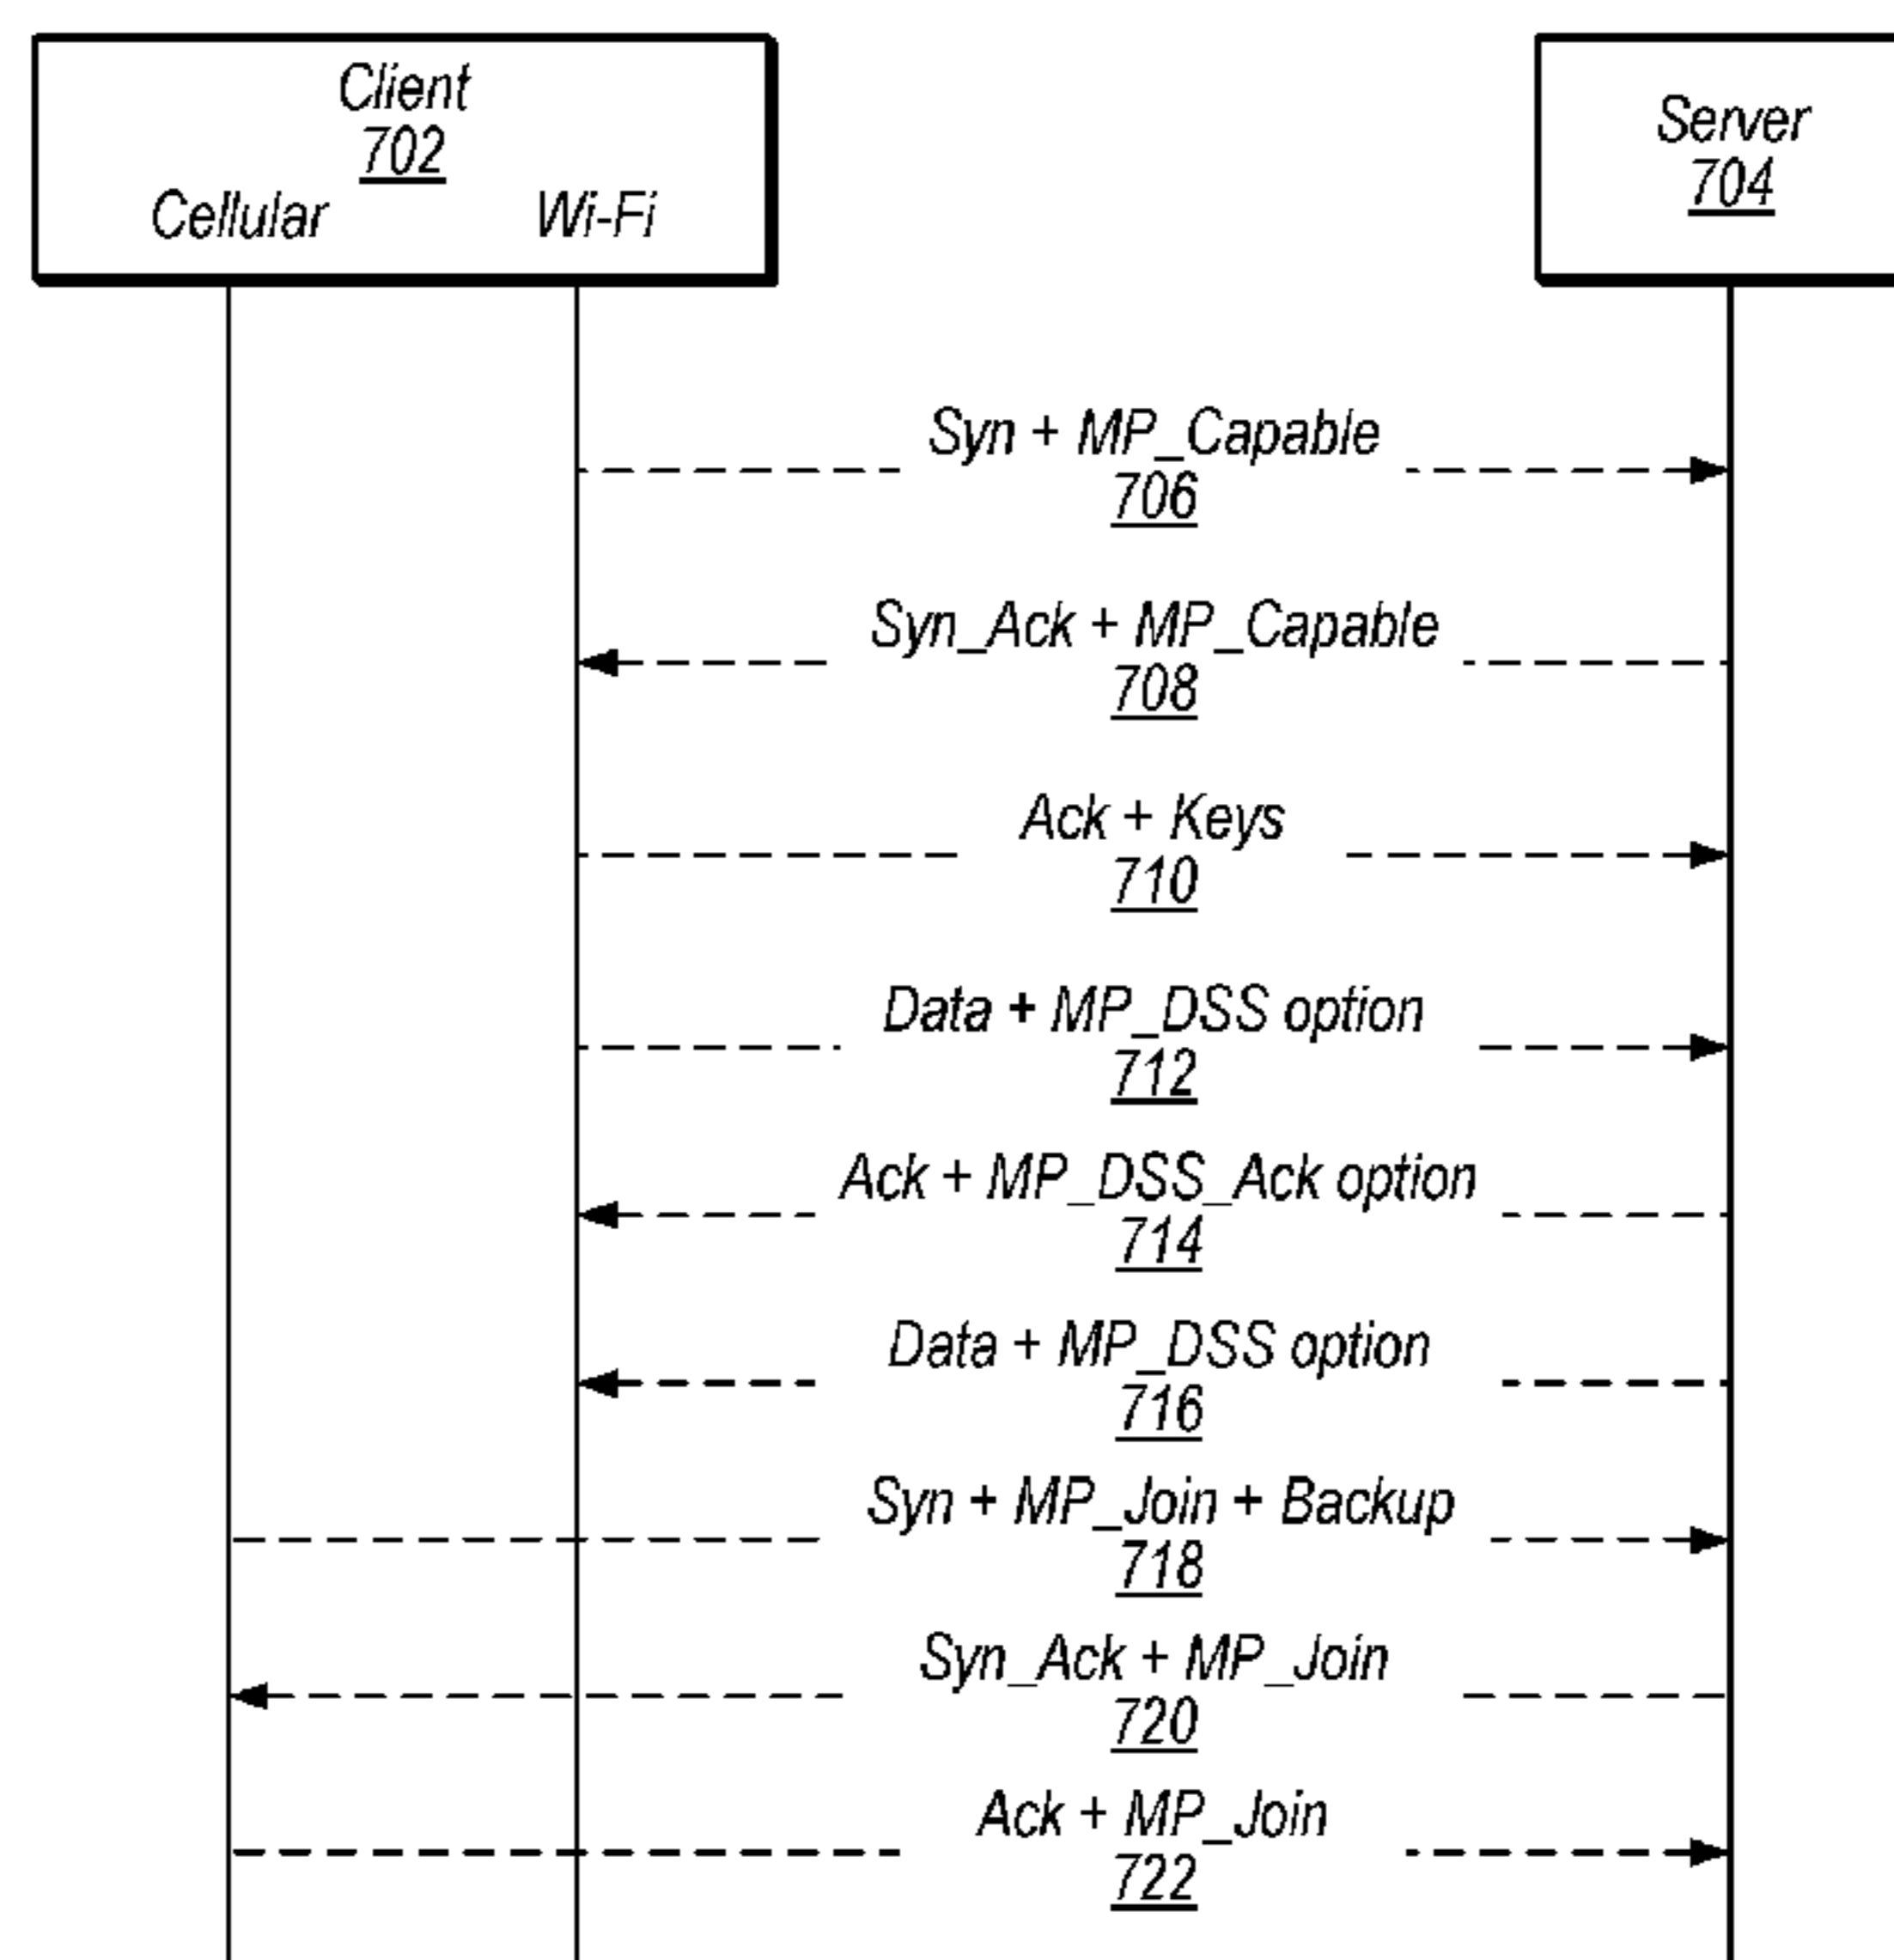 Client
702
Cellular Wi-Fi
Server
704
Syn + MP_Capable
706
Syn_Ack + MP_Capable
708
Ack + Keys
710
Data + MP_DSS option
712
Ack + MP_DSS_Ack option
714
Data + MP_DSS option
716
Syn + MP_Join + Backup
718
Syn_Ack + MP_Join
720
Ack + MP_Join
722